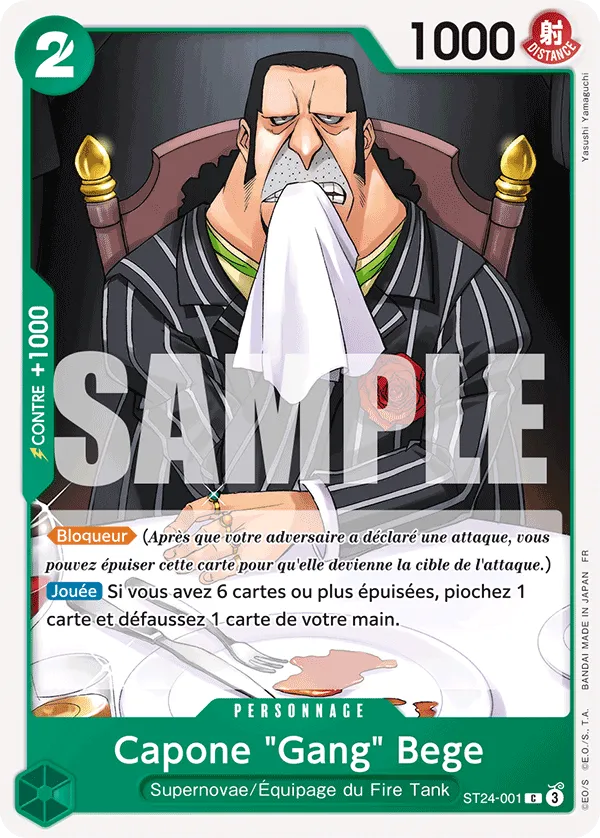 2
1000
射
DISTANCE
Yasushi Yamaguchi
CONTRE +1000
SAMPLE
Bloqueur (Après que votre adversaire a déclaré une attaque, vous
pouvez épuiser cette carte pour qu'elle devienne la cible de l'attaque.)
Jouée Si vous avez 6 cartes ou plus épuisées, piochez 1
carte et défaussez 1 carte de votre main.
PERSONNAGE
Capone "Gang" Bege
Supernovae/Équipage du Fire Tank
ST24-001 C 3
©EO/S ©E.O./S., T.A. BANDAI MADE IN JAPAN FR